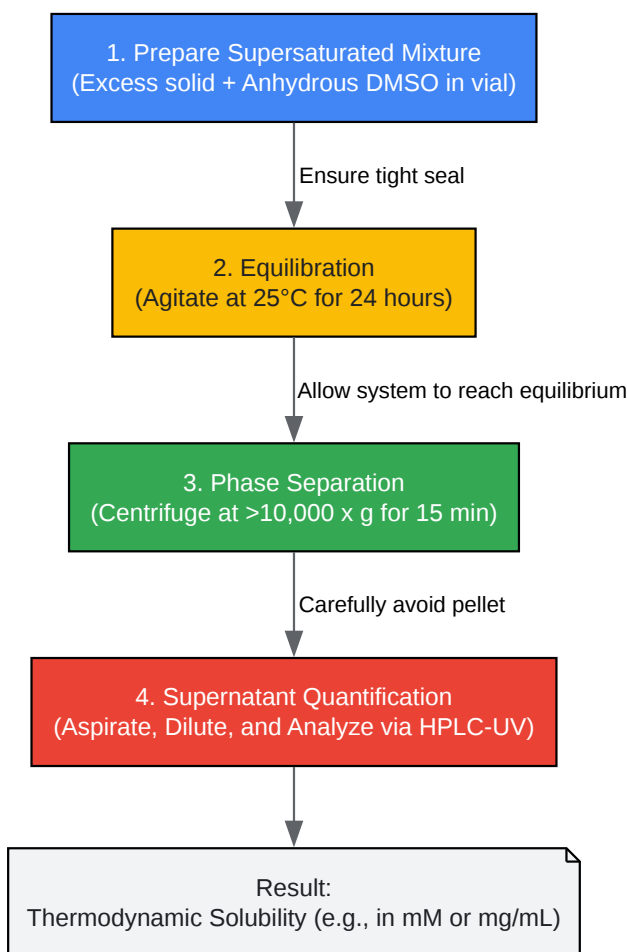 1. Prepare Supersaturated Mixture
(Excess solid + Anhydrous DMSO in vial)
Ensure tight seal
2. Equilibration
(Agitate at 25°C for 24 hours)
Allow system to reach equilibrium
3. Phase Separation
(Centrifuge at >10,000 x g for 15 min)
Carefully avoid pellet
4. Supernatant Quantification
(Aspirate, Dilute, and Analyze via HPLC-UV)
Result:
Thermodynamic Solubility (e.g., in mM or mg/mL)